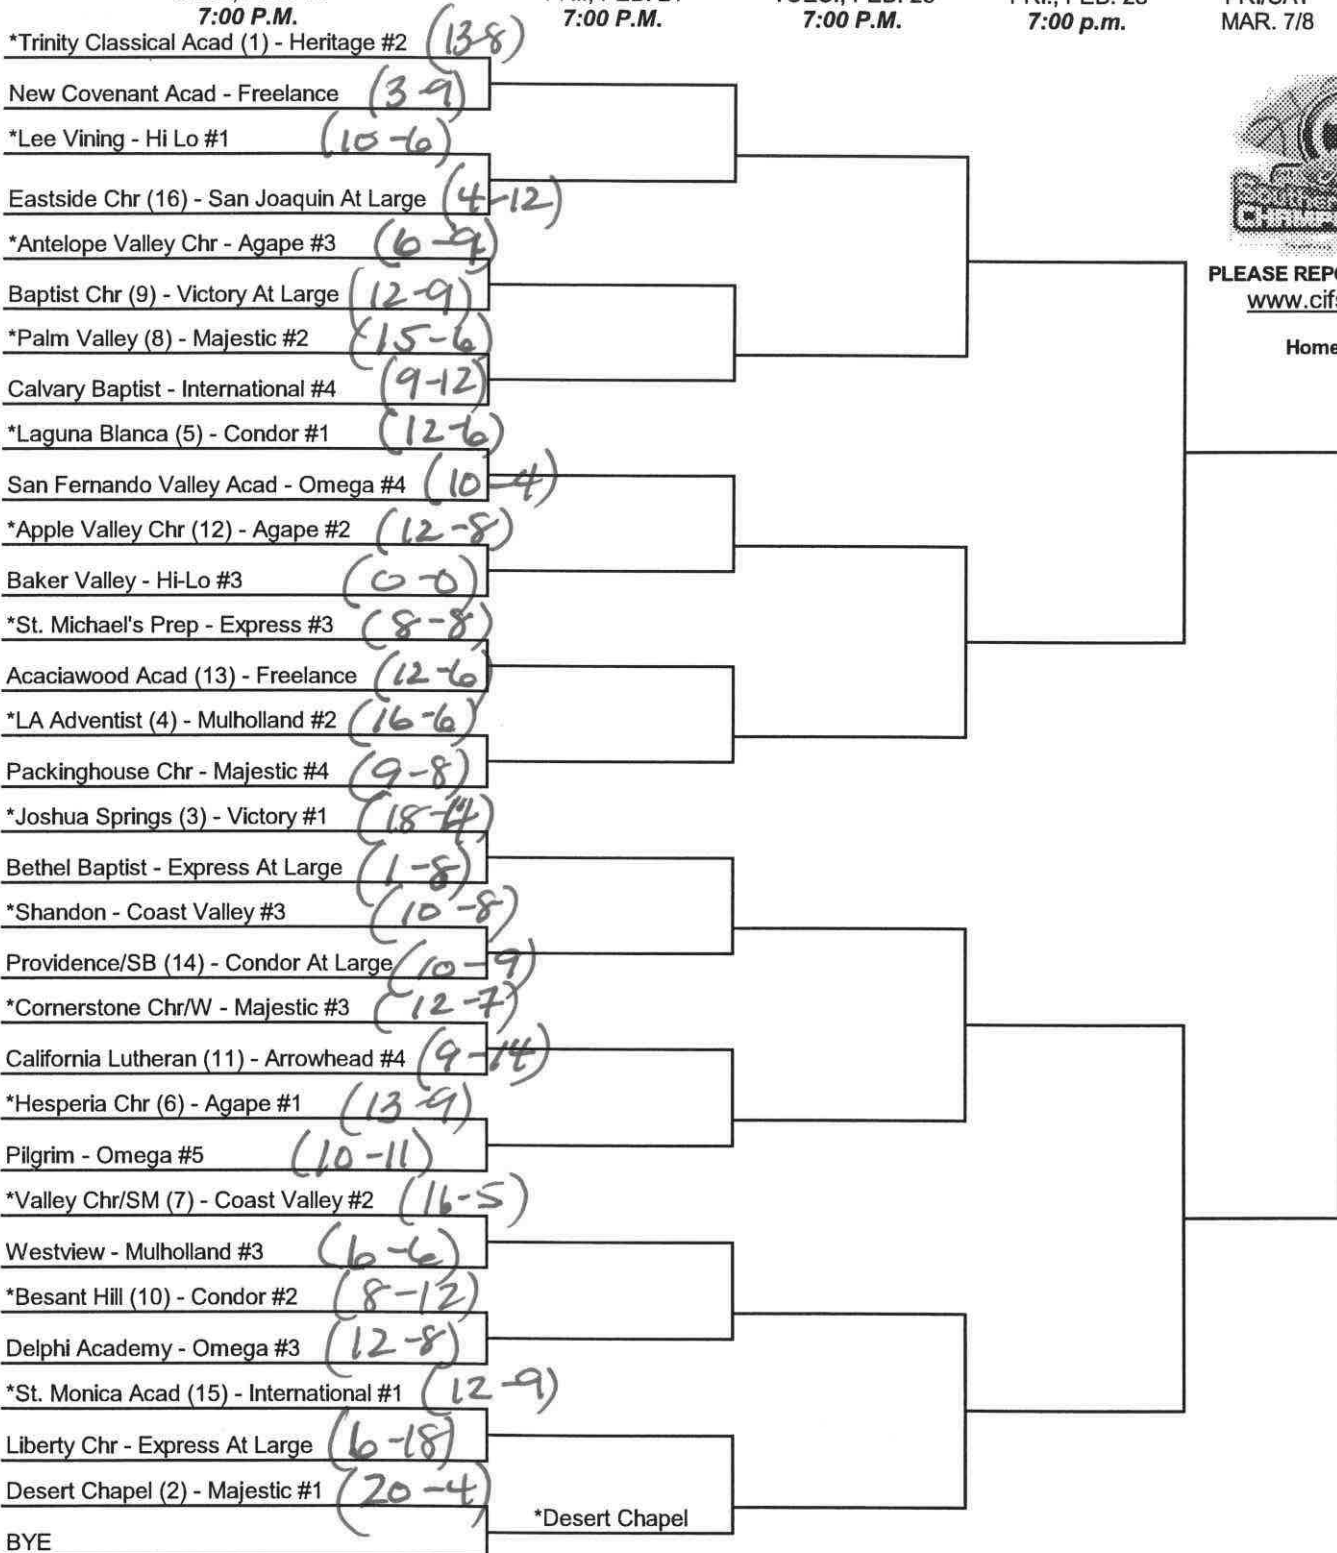 7:00 P.M.
7:00 P.M.
7:00 P.M.
7:00 p.m.
MAR. 7/8
*Trinity Classical Acad (1) - Heritage #2 (13-8)
New Covenant Acad - Freelance (3-9)
*Lee Vining - Hi Lo #1 (10-6)
Eastside Chr (16) - San Joaquin At Large (4-12)
*Antelope Valley Chr - Agape #3 (6-9)
Baptist Chr (9) - Victory At Large (12-9)
*Palm Valley (8) - Majestic #2 (15-6)
Calvary Baptist - International #4 (9-12)
*Laguna Blanca (5) - Condor #1 (12-6)
San Fernando Valley Acad - Omega #4 (10-4)
*Apple Valley Chr (12) - Agape #2 (12-8)
Baker Valley - Hi-Lo #3 (0-0)
*St. Michael's Prep - Express #3 (8-8)
Acaciawood Acad (13) - Freelance (12-6)
*LA Adventist (4) - Mulholland #2 (16-6)
Packinghouse Chr - Majestic #4 (9-8)
*Joshua Springs (3) - Victory #1
Bethel Baptist - Express At Large (1-8)
*Shandon - Coast Valley #3 (10-8)
Providence/SB (14) - Condor At Large (10-9)
*Cornerstone Chr/W - Majestic #3 (12-7)
California Lutheran (11) - Arrowhead #4 (9-14)
*Hesperia Chr (6) - Agape #1 (13-9)
Pilgrim - Omega #5 (10-11)
*Valley Chr/SM (7) - Coast Valley #2 (16-5)
Westview - Mulholland #3 (6-6)
*Besant Hill (10) - Condor #2 (8-12)
Delphi Academy - Omega #3 (12-8)
*St. Monica Acad (15) - International #1 (12-9)
Liberty Chr - Express At Large (6-18)
Desert Chapel (2) - Majestic #1 (20-4)
BYE
*Desert Chapel
PLEASE REPO
www.cifs
Home